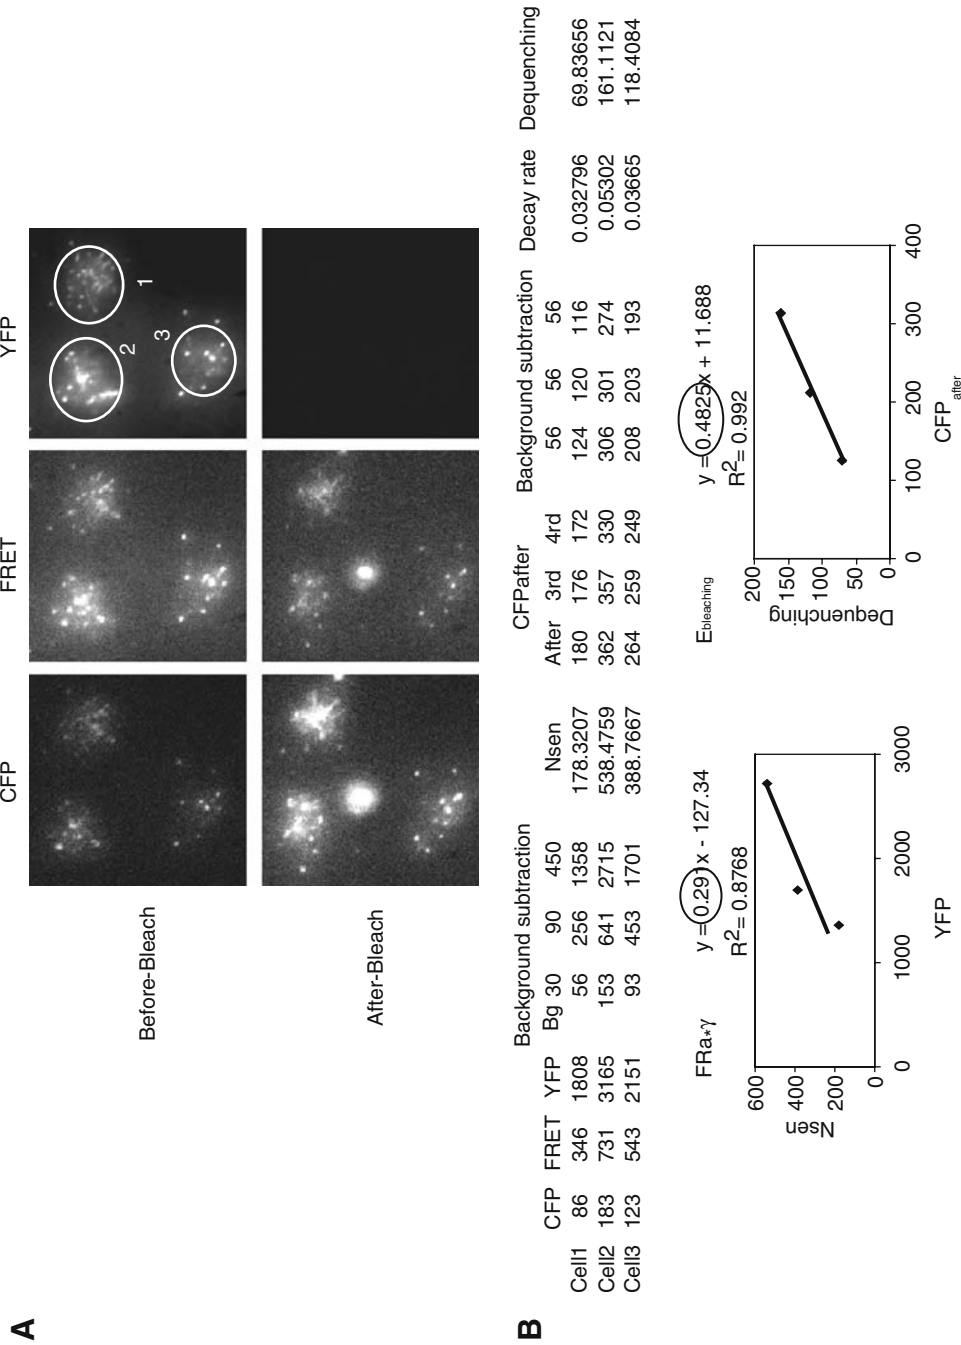 A
CFP FRET YFP
Before-Bleach
1
2
3
After-Bleach
B
Background subtraction CFPafter Background subtraction Decay rate Dequenching
CFP FRET YFP Bg 30 90 450 Nsen After 3rd 4rd 56 56 56
Cell1 86 346 1808 56 256 1358 178.3207 180 176 172 124 120 116 0.032796 69.83656
Cell2 183 731 3165 153 641 2715 538.4759 362 357 330 306 301 274 0.05302 161.1121
Cell3 123 543 2151 93 453 1701 388.7667 264 259 249 208 203 193 0.03665 118.4084
FRa*γ
y = 0.291x - 127.34
R2= 0.8768
Nsen
600
400
200
0
0 1000 2000 3000
YFP
Ebleaching
y = 0.4825x + 11.688
R2= 0.992
Dequenching
200
150
100
50
0
0 100 200 300 400
CFPafter